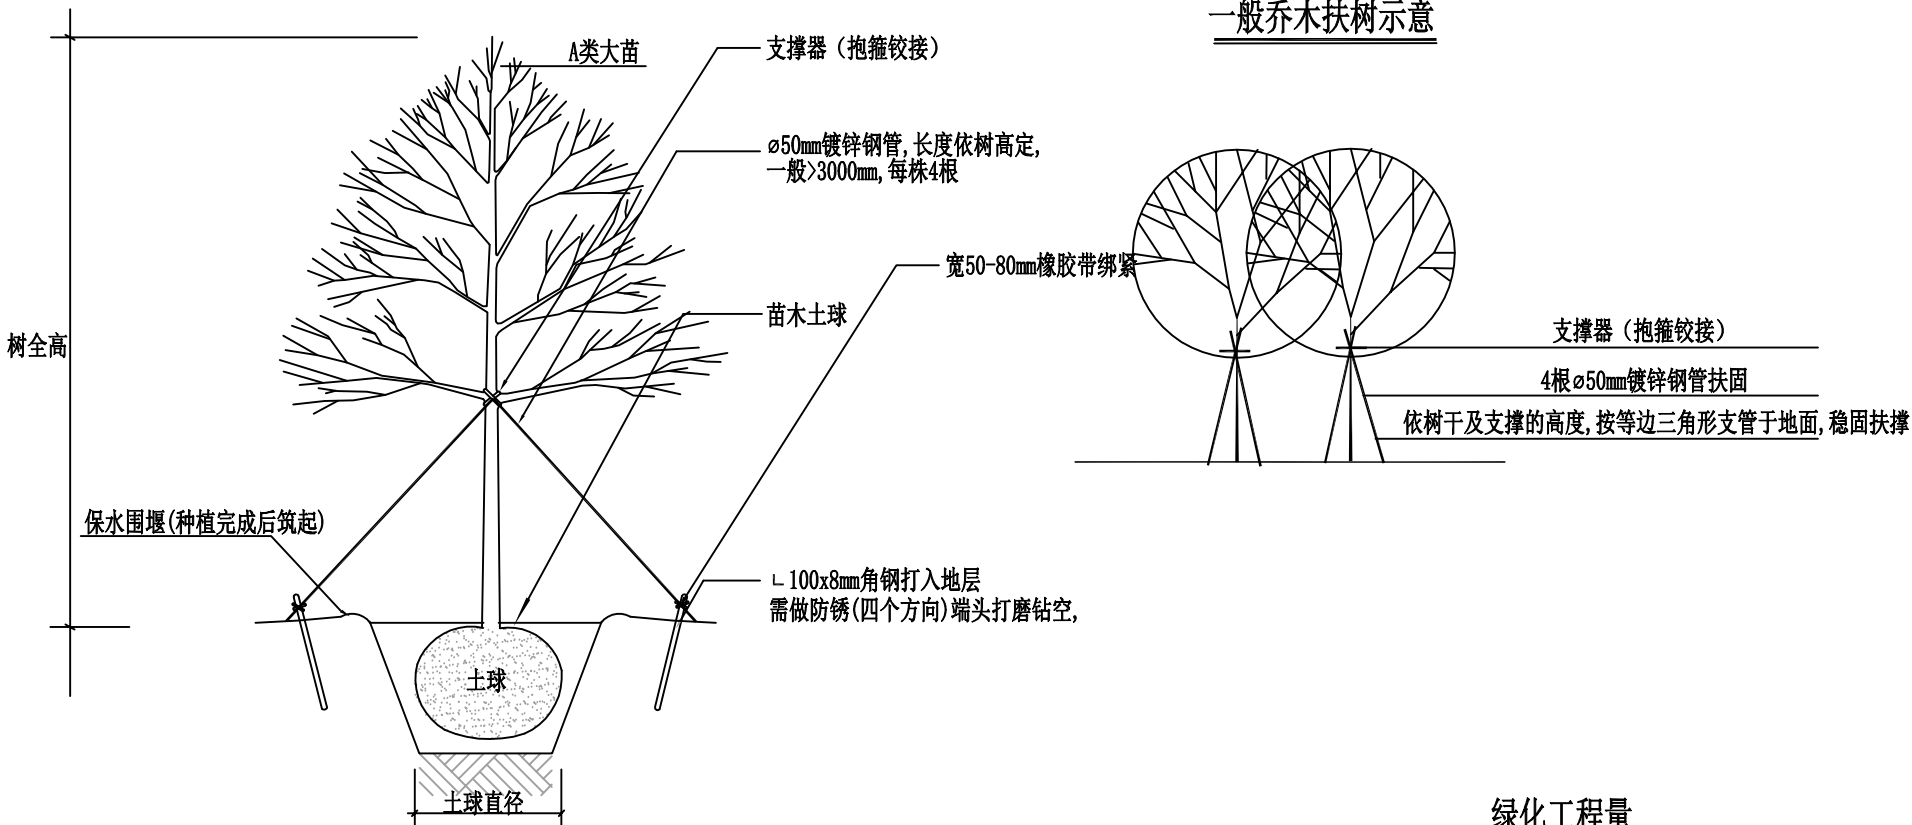 一般乔木扶树示意
A类大苗
支撑器（抱箍铰接）
⌀50mm镀锌钢管,长度依树高定,
一般>3000mm,每株4根
宽50-80mm橡胶带绑紧
苗木土球
树全高
支撑器（抱箍铰接）
4根⌀50mm镀锌钢管扶固
依树干及支撑的高度,按等边三角形支管于地面,稳固扶撑
保水围堰(种植完成后筑起)
∟100x8mm角钢打入地层
需做防锈(四个方向)端头打磨钻空,
土球
土球直径
绿化工程量